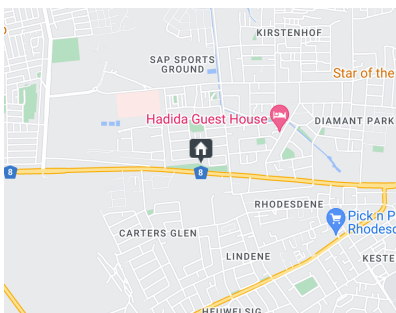 KIRSTENHOF
SAP SPORTS
GROUND
Star of the
Hadida Guest House
DIAMANT PARK
8
8
RHODESDENE
Pick n P
Rhodesd
CARTERS GLEN
LINDENE
KESTE
HEUWELSIG